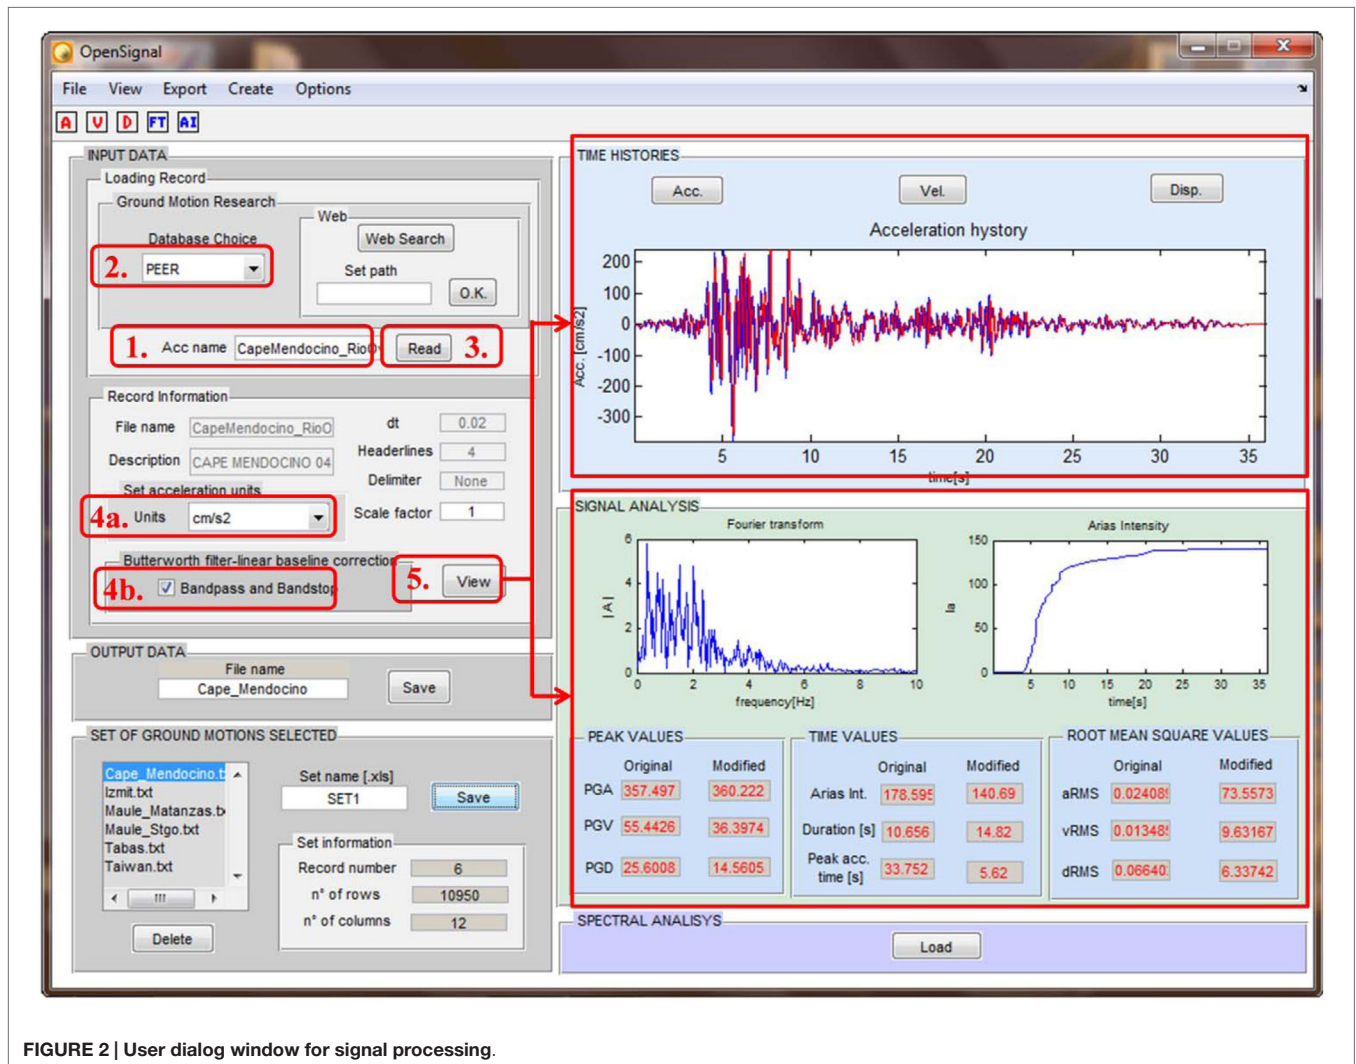 OpenSignal
File View Export Create Options
A V D FT AI
INPUT DATA
Loading Record
Ground Motion Research
Database Choice
2. PEER
Web
Web Search
Set path
O.K.
1. Acc name CapeMendocino_RioO
Read 3.
Record Information
File name CapeMendocino_RioO
Description CAPE MENDOCINO 04
dt 0.02
Headerlines 4
Delimiter None
Scale factor 1
Set acceleration units
4a. Units cm/s2
Butterworth filter-linear baseline correction
4b. Bandpass and Bandstop
5. View
OUTPUT DATA
File name
Cape_Mendocino
Save
SET OF GROUND MOTIONS SELECTED
Cape_Mendocino.t
Izmit.txt
Maule_Matanzas.tx
Maule_Stgo.txt
Tabas.txt
Taiwan.txt
Delete
Set name [.xls]
SET1
Save
Set information
Record number 6
n° of rows 10950
n° of columns 12
TIME HISTORIES
Acc. Vel. Disp.
Acceleration hystory
Acc. [cm/s2]
200
100
0
-100
-200
-300
5 10 15 20 25 30 35
time[s]
SIGNAL ANALYSIS
Fourier transform
|A|
6
4
2
0
0 2 4 6 8 10
frequency[Hz]
Arias Intensity
Ia
150
100
50
0
5 10 15 20 25 30 35
time[s]
PEAK VALUES
Original Modified
PGA 357.497 360.222
PGV 55.4426 36.3974
PGD 25.6008 14.5605
TIME VALUES
Original Modified
Arias Int. 178.595 140.69
Duration [s] 10.656 14.82
Peak acc.
time [s] 33.752 5.62
ROOT MEAN SQUARE VALUES
Original Modified
aRMS 0.02408 73.5573
vRMS 0.01348 9.63167
dRMS 0.06640 6.33742
SPECTRAL ANALISYS
Load
FIGURE 2 | User dialog window for signal processing.